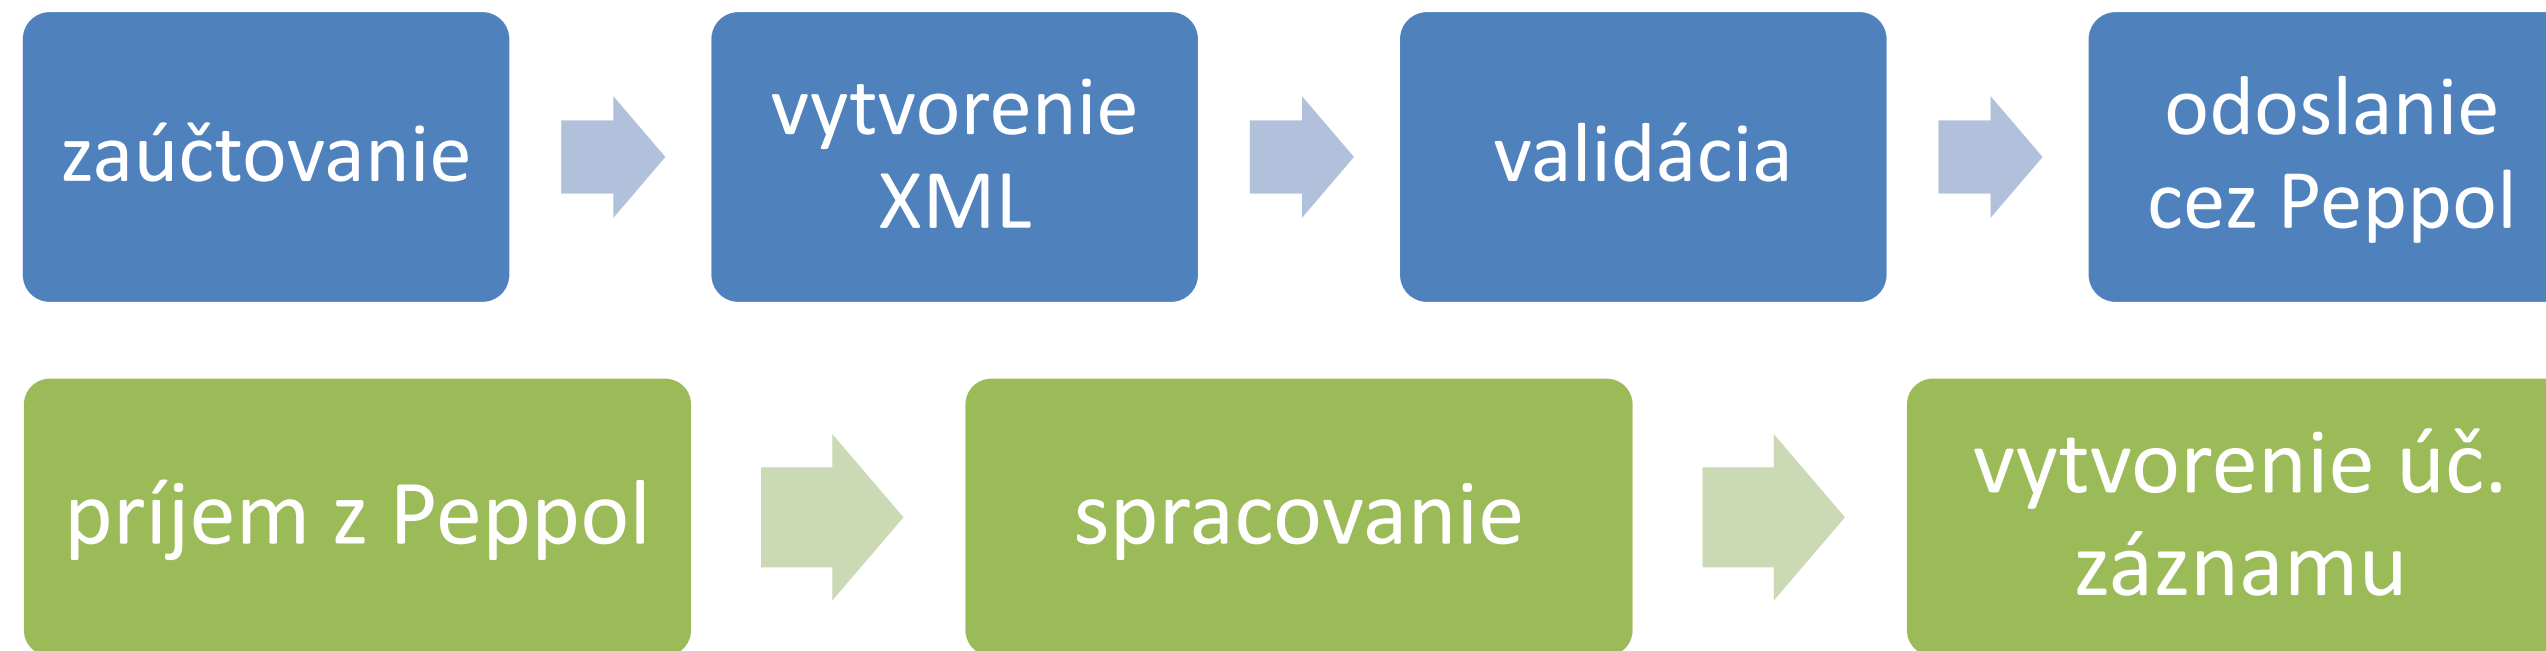 zaúčtovanie
vytvorenie
XML
validácia
odoslanie
cez Peppol
príjem z Peppol
spracovanie
vytvorenie úč.
záznamu